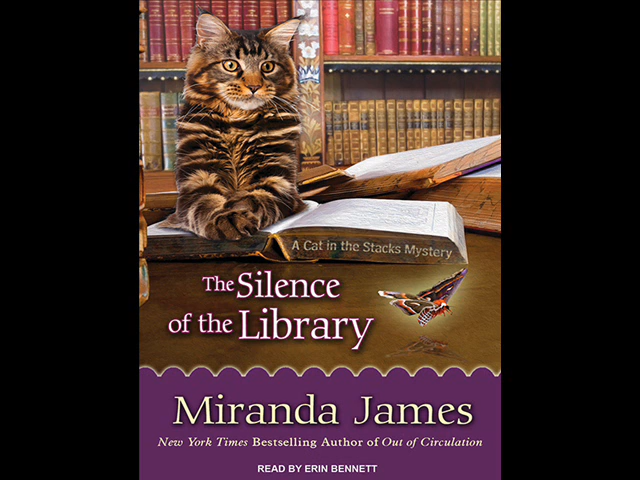 A Cat in the Stacks Mystery
The Silence
of the Library
Miranda James
New York Times Bestselling Author of Out of Circulation
READ BY ERIN BENNETT